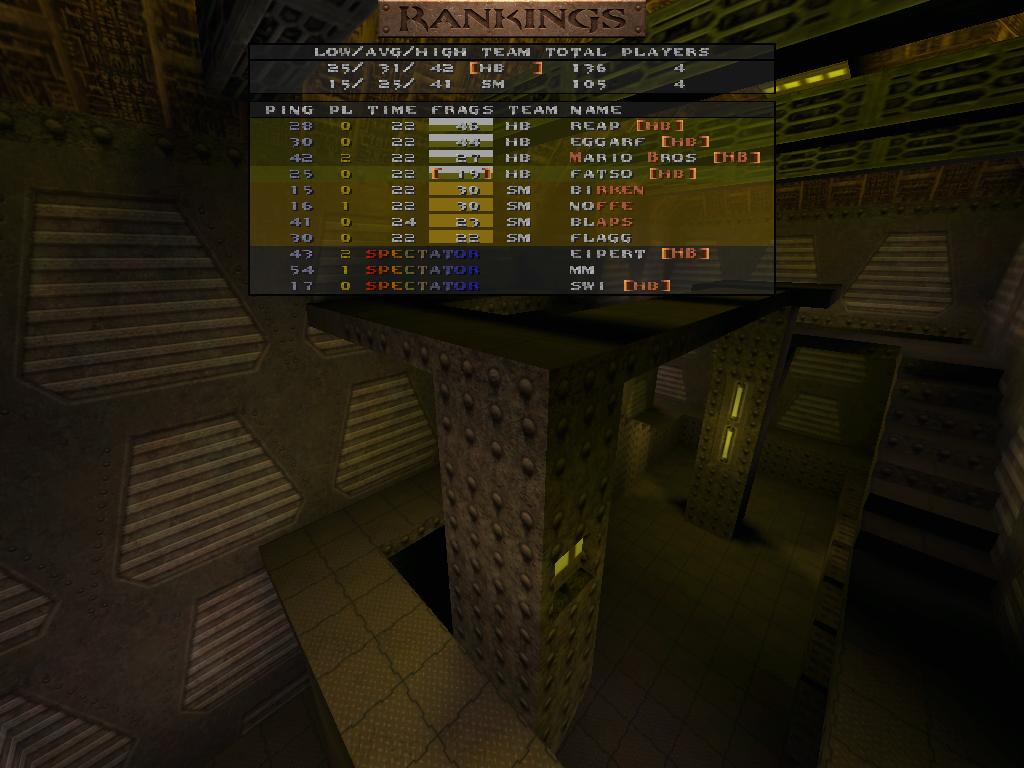 RANKINGS
LOW/AVG/HIGH TEAM TOTAL PLAYERS
25/ 31/ 42 [HB ] 136 4
15/ 25/ 41 SM 105 4
PING PL TIME FRAGS TEAM NAME
28 0 22 46 HB REAP [HB]
30 0 22 44 HB EGGARF [HB]
42 2 22 27 HB MARIO BROS [HB]
25 0 22 [ 19] HB FATSO [HB]
15 0 22 30 SM BIRKEN
16 1 22 30 SM NOFFE
41 0 24 23 SM BLAPS
30 0 22 22 SM FLAGG
43 2 SPECTATOR EIPERT [HB]
54 1 SPECTATOR MM
17 0 SPECTATOR SWI [HB]